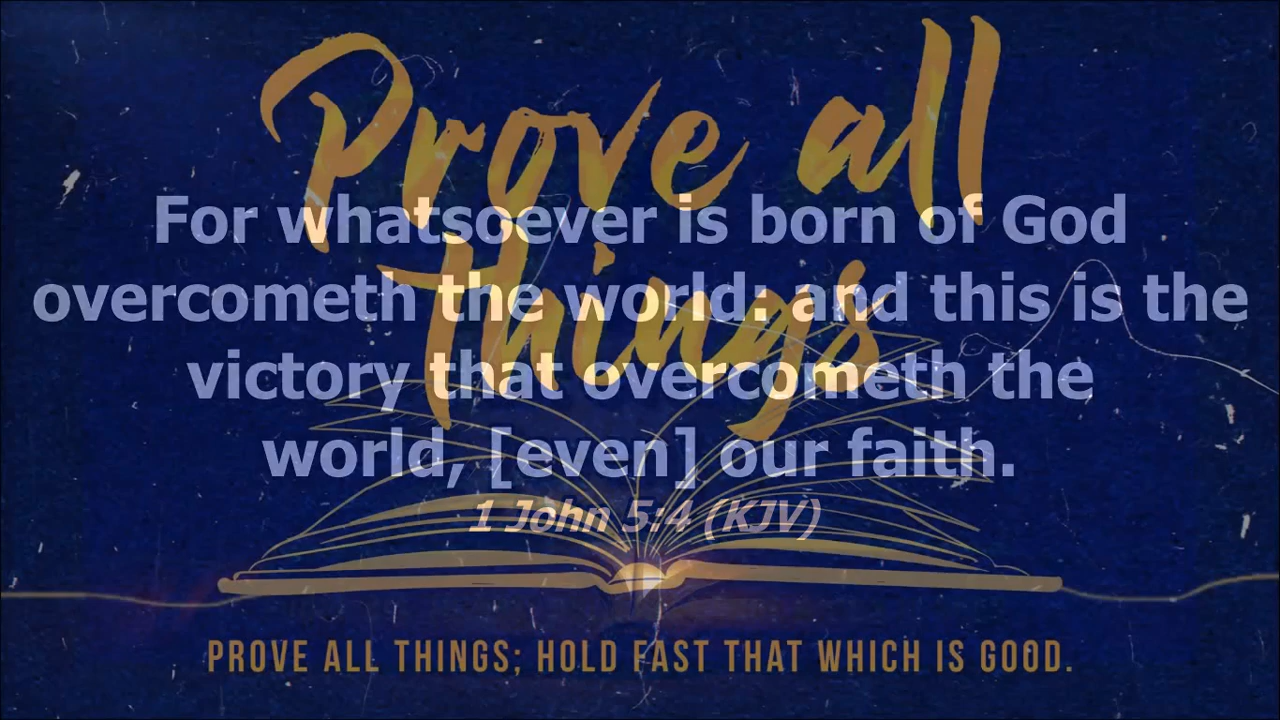 Prove all
things
For whatsoever is born of God
overcometh the world: and this is the
victory that overcometh the
world, [even] our faith.
1 John 5:4 (KJV)
PROVE ALL THINGS; HOLD FAST THAT WHICH IS GOOD.